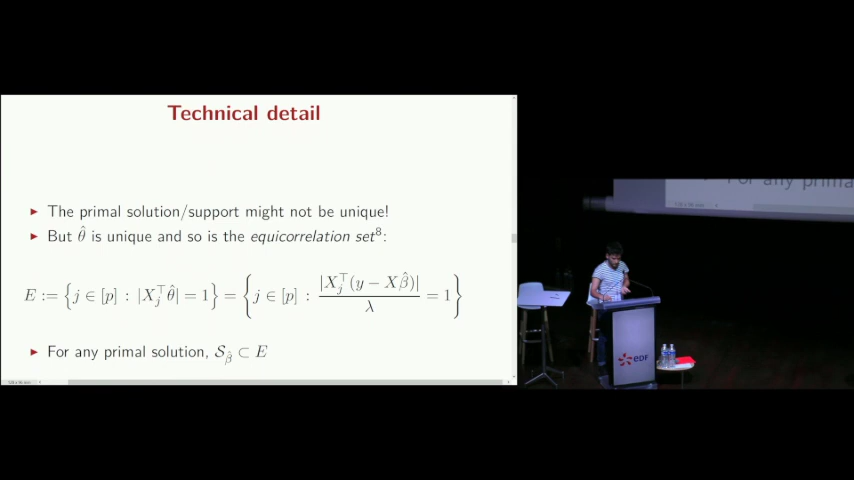 Technical detail
▶ The primal solution/support might not be unique!
▶ But θ̂ is unique and so is the equicorrelation set⁸:
E := {j ∈ [p] : |X_j^⊤ θ̂| = 1} = {j ∈ [p] : |X_j^⊤(y − Xβ̂)| / λ = 1}
▶ For any primal solution, 𝒮_β̂ ⊂ E
For any prima
EDF